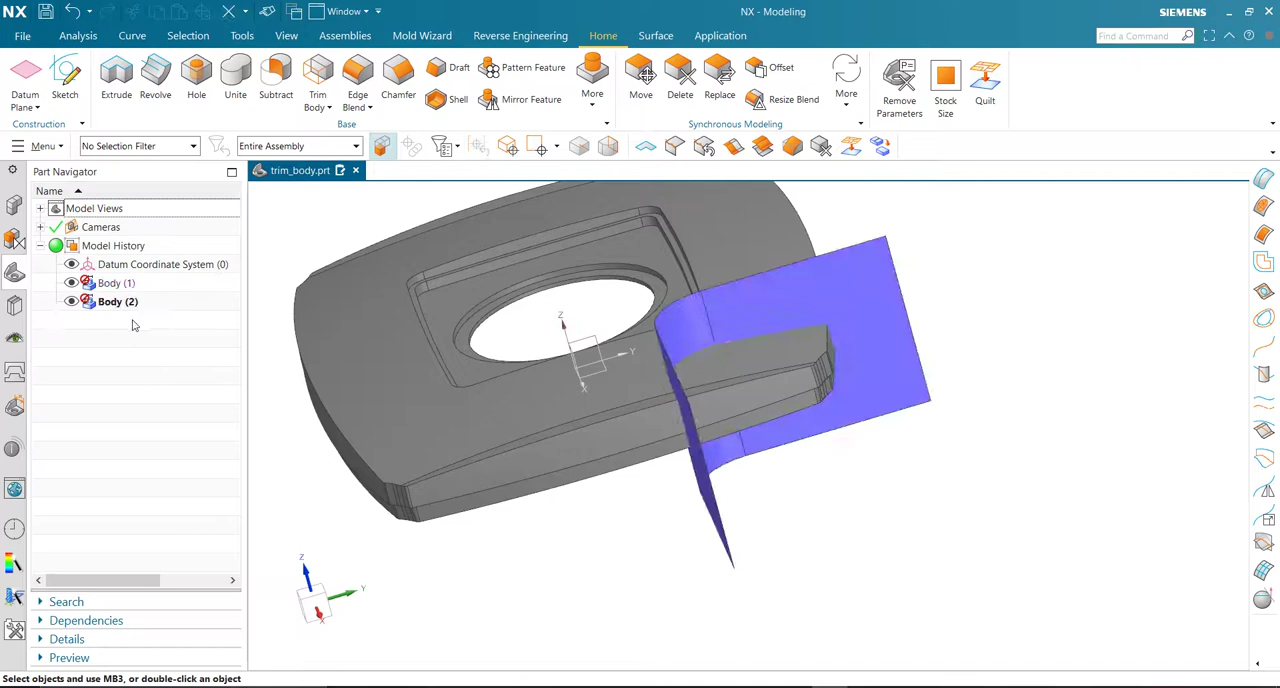 NX
Window
NX - Modeling
SIEMENS
File
Analysis
Curve
Selection
Tools
View
Assemblies
Mold Wizard
Reverse Engineering
Home
Surface
Application
Find a Command
Datum Plane
Sketch
Extrude
Revolve
Hole
Unite
Subtract
Trim Body
Edge Blend
Chamfer
Draft
Shell
Pattern Feature
Mirror Feature
More
Move
Delete
Replace
Offset
Resize Blend
More
Remove Parameters
Stock Size
Quilt
Construction
Base
Synchronous Modeling
Menu
No Selection Filter
Entire Assembly
Part Navigator
trim_body.prt
Name
Model Views
Cameras
Model History
Datum Coordinate System (0)
Body (1)
Body (2)
Z
Y
X
Z
Y
X
Search
Dependencies
Details
Preview
Select objects and use MB3, or double-click an object